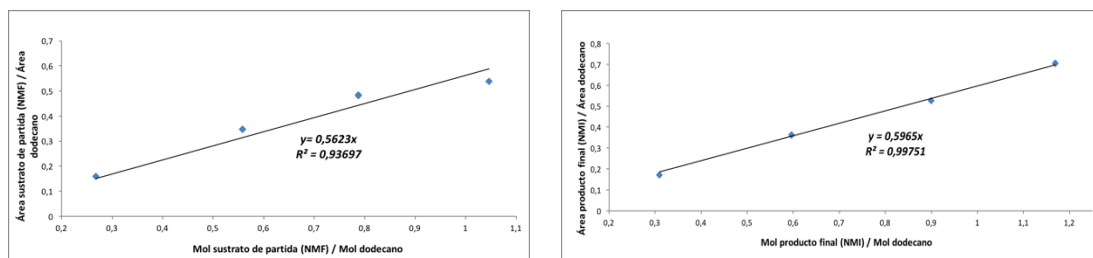 Área sustrato de partida (NMF) / Área
dodecano
0,7
0,6
0,5
0,4
0,3
0,2
0,1
0
y= 0,5623x
R² = 0,93697
0,2 0,3 0,4 0,5 0,6 0,7 0,8 0,9 1 1,1
Mol sustrato de partida (NMF) / Mol dodecano
Área producto final (NMI) / Área dodecano
0,8
0,7
0,6
0,5
0,4
0,3
0,2
0,1
0
y = 0,5965x
R² = 0,99751
0,2 0,3 0,4 0,5 0,6 0,7 0,8 0,9 1 1,1 1,2
Mol producto final (NMI) / Mol dodecano